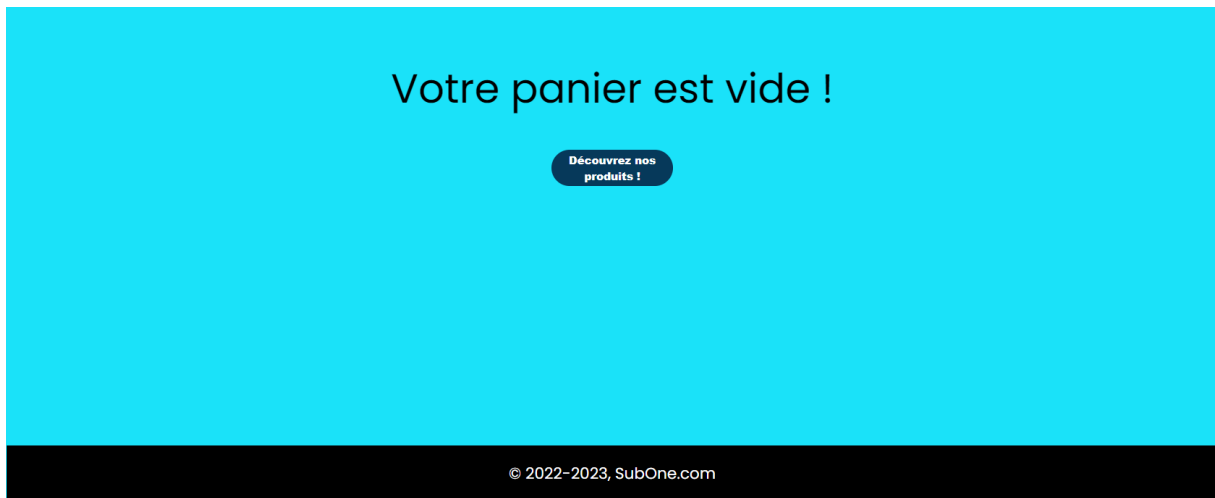 Votre panier est vide !
Découvrez nos
produits !
© 2022-2023, SubOne.com